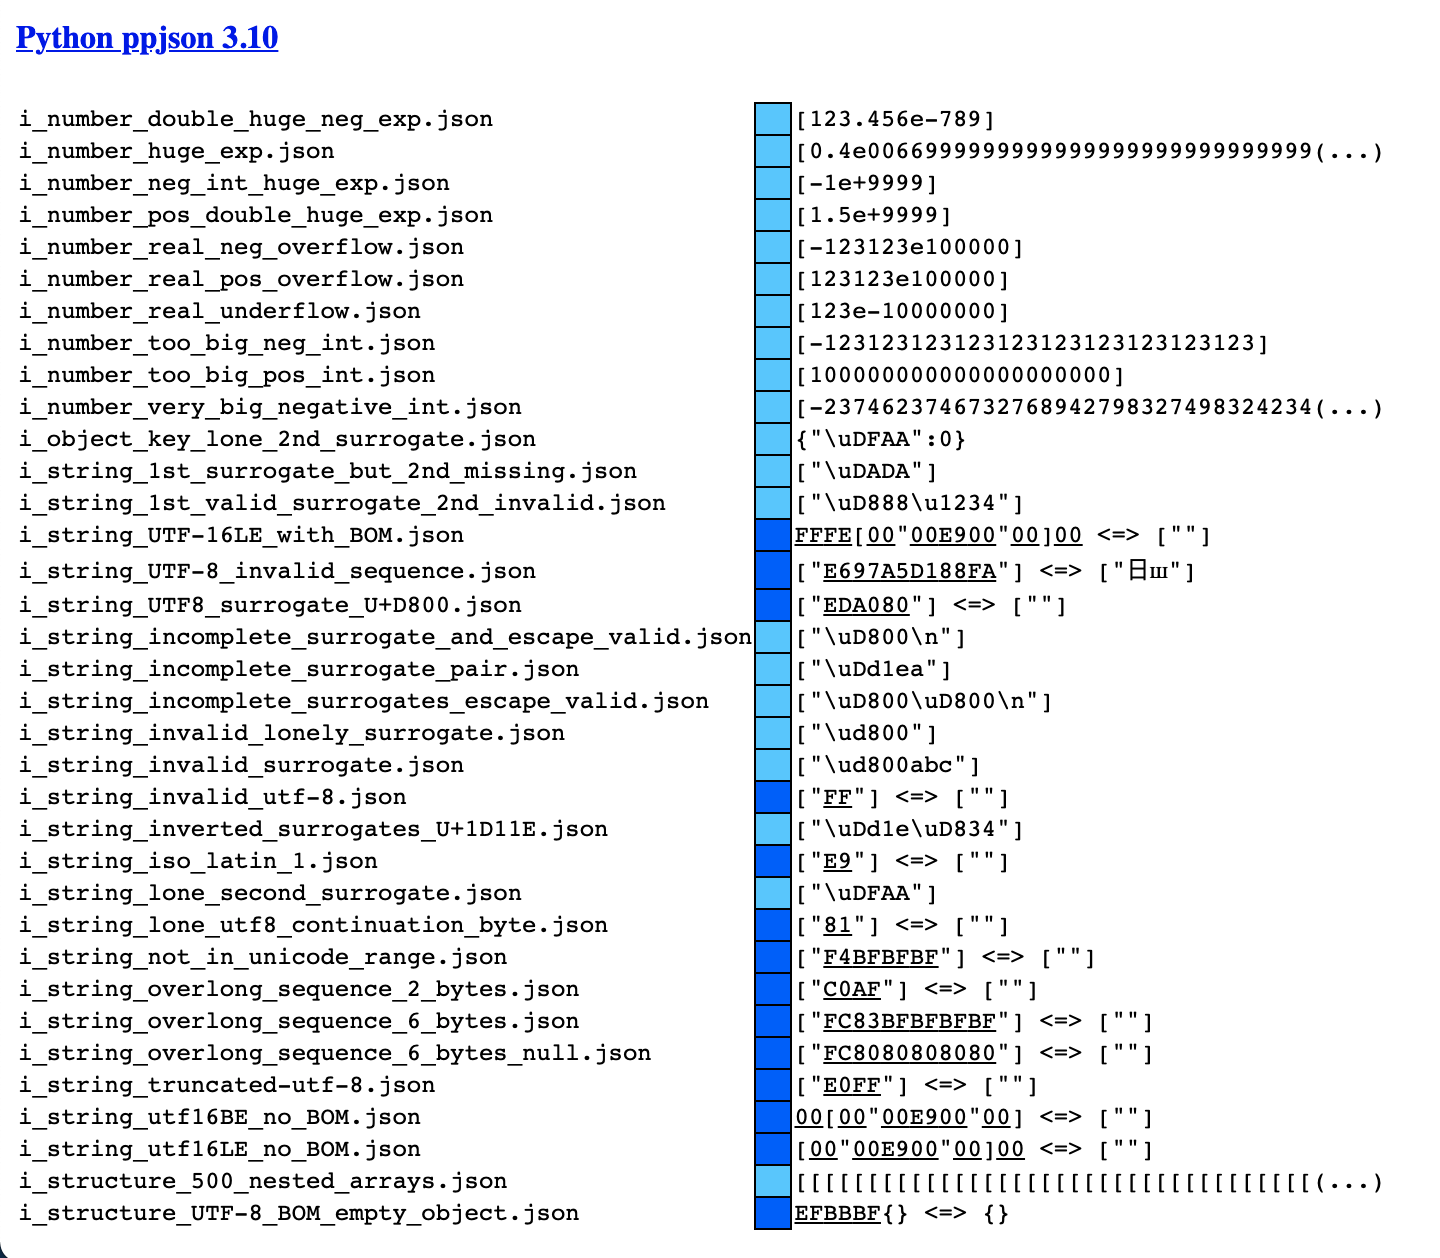 Python ppjson 3.10
i_number_double_huge_neg_exp.json [123.456e-789]
i_number_huge_exp.json [0.4e00669999999999999999999999999999(...)
i_number_neg_int_huge_exp.json [-1e+9999]
i_number_pos_double_huge_exp.json [1.5e+9999]
i_number_real_neg_overflow.json [-123123e100000]
i_number_real_pos_overflow.json [123123e100000]
i_number_real_underflow.json [123e-10000000]
i_number_too_big_neg_int.json [-123123123123123123123123123123]
i_number_too_big_pos_int.json [100000000000000000000]
i_number_very_big_negative_int.json [-2374623746732768942798327498324234(...)
i_object_key_lone_2nd_surrogate.json {"\uDFAA":0}
i_string_1st_surrogate_but_2nd_missing.json ["\uDADA"]
i_string_1st_valid_surrogate_2nd_invalid.json ["\uD888\u1234"]
i_string_UTF-16LE_with_BOM.json FFFE[00"00E900"00]00 <=> [""]
i_string_UTF-8_invalid_sequence.json ["E697A5D188FA"] <=> ["日ш"]
i_string_UTF8_surrogate_U+D800.json ["EDA080"] <=> [""]
i_string_incomplete_surrogate_and_escape_valid.json ["\uD800\n"]
i_string_incomplete_surrogate_pair.json ["\uDd1ea"]
i_string_incomplete_surrogates_escape_valid.json ["\uD800\uD800\n"]
i_string_invalid_lonely_surrogate.json ["\ud800"]
i_string_invalid_surrogate.json ["\ud800abc"]
i_string_invalid_utf-8.json ["FF"] <=> [""]
i_string_inverted_surrogates_U+1D11E.json ["\uDd1e\uD834"]
i_string_iso_latin_1.json ["E9"] <=> [""]
i_string_lone_second_surrogate.json ["\uDFAA"]
i_string_lone_utf8_continuation_byte.json ["81"] <=> [""]
i_string_not_in_unicode_range.json ["F4BFBFBF"] <=> [""]
i_string_overlong_sequence_2_bytes.json ["C0AF"] <=> [""]
i_string_overlong_sequence_6_bytes.json ["FC83BFBFBFBF"] <=> [""]
i_string_overlong_sequence_6_bytes_null.json ["FC8080808080"] <=> [""]
i_string_truncated-utf-8.json ["E0FF"] <=> [""]
i_string_utf16BE_no_BOM.json 00[00"00E900"00] <=> [""]
i_string_utf16LE_no_BOM.json [00"00E900"00]00 <=> [""]
i_structure_500_nested_arrays.json [[[[[[[[[[[[[[[[[[[[[[[[[[[[[[[[[[[[(...)
i_structure_UTF-8_BOM_empty_object.json EFBBBF{} <=> {}